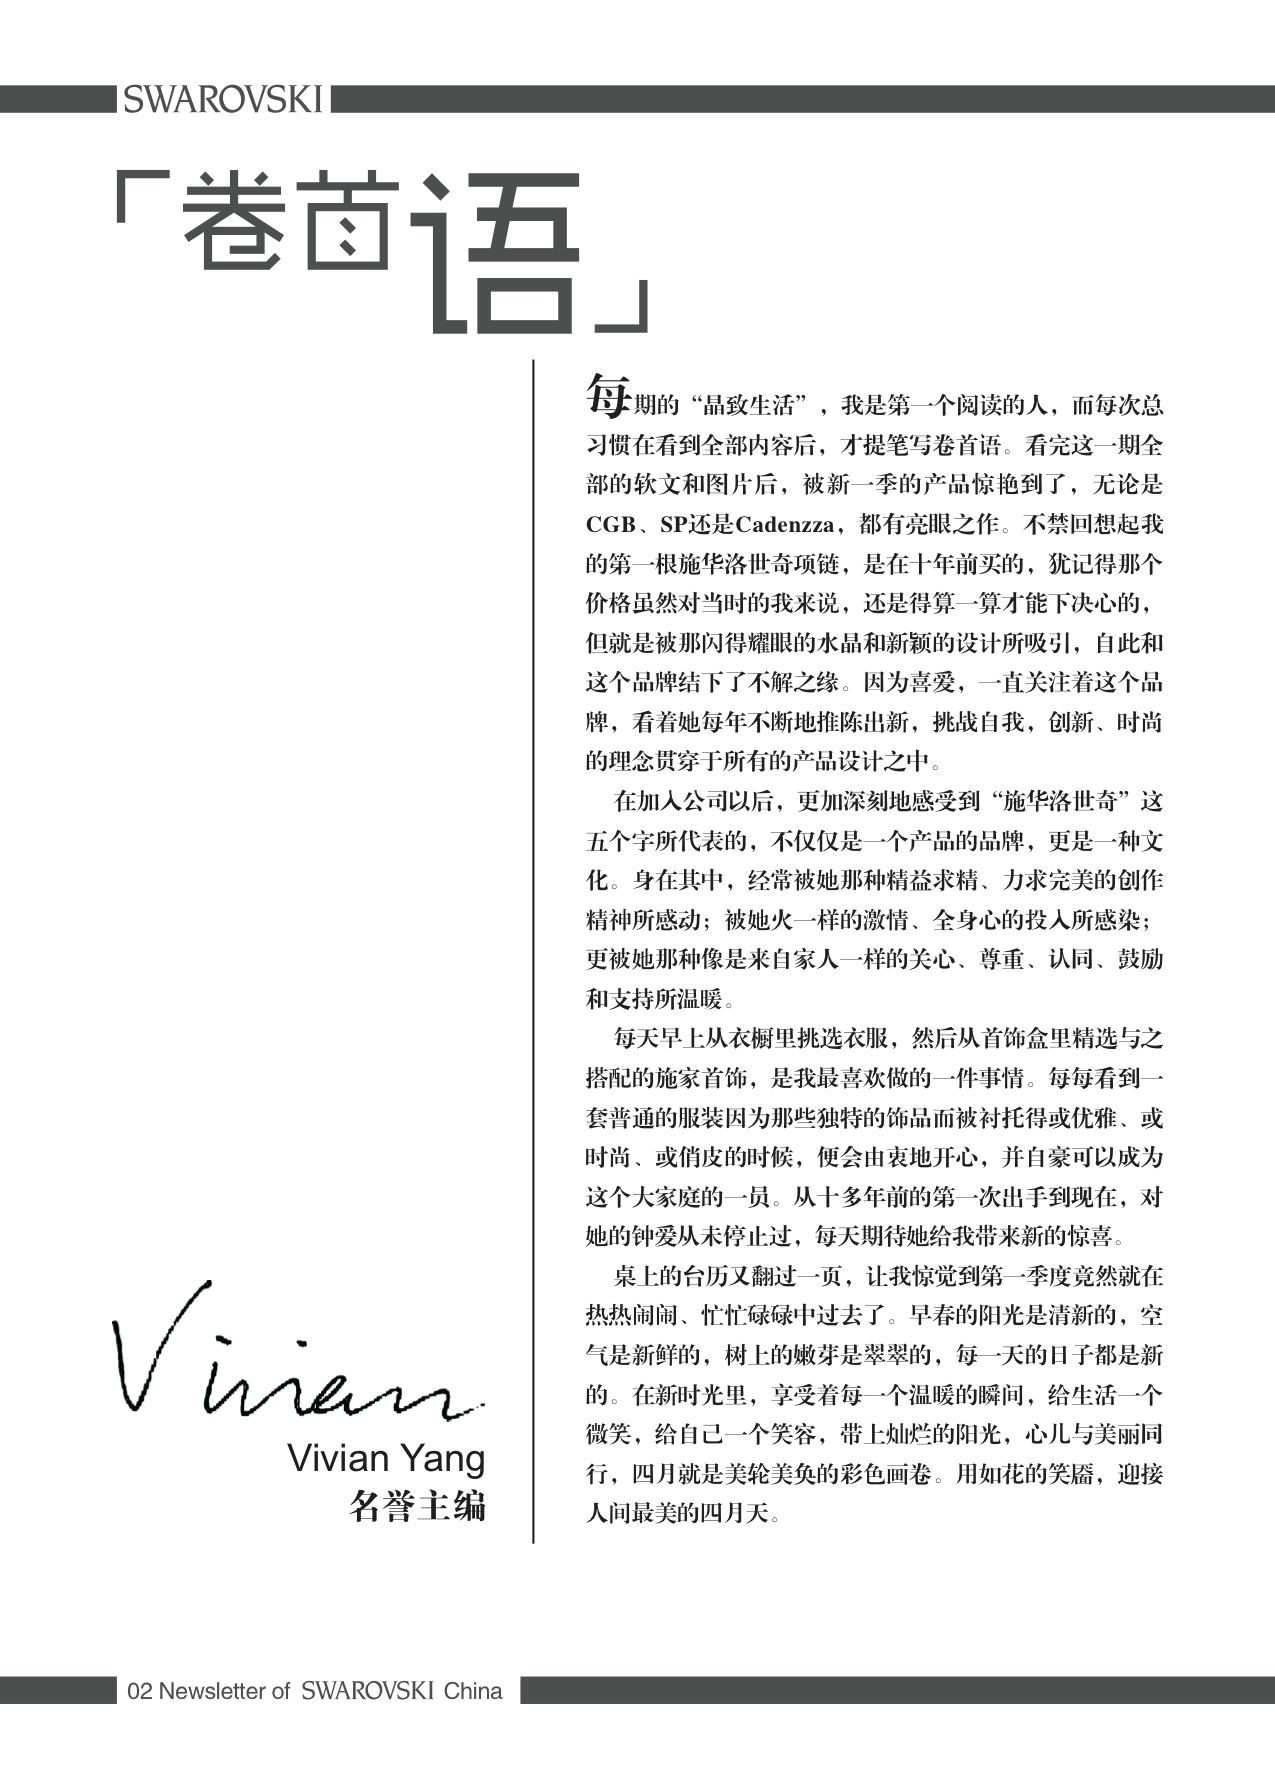 SWAROVSKI
「卷首语」
每期的“晶致生活”，我是第一个阅读的人，而每次总
习惯在看到全部内容后，才提笔写卷首语。看完这一期全
部的软文和图片后，被新一季的产品惊艳到了，无论是
CGB、SP还是Cadenzza，都有亮眼之作。不禁回想起我
的第一根施华洛世奇项链，是在十年前买的，犹记得那个
价格虽然对当时的我来说，还是得算一算才能下决心的，
但就是被那闪得耀眼的水晶和新颖的设计所吸引，自此和
这个品牌结下了不解之缘。因为喜爱，一直关注着这个品
牌，看着她每年不断地推陈出新，挑战自我，创新、时尚
的理念贯穿于所有的产品设计之中。
在加入公司以后，更加深刻地感受到“施华洛世奇”这
五个字所代表的，不仅仅是一个产品的品牌，更是一种文
化。身在其中，经常被她那种精益求精、力求完美的创作
精神所感动；被她火一样的激情、全身心的投入所感染；
更被她那种像是来自家人一样的关心、尊重、认同、鼓励
和支持所温暖。
每天早上从衣橱里挑选衣服，然后从首饰盒里精选与之
搭配的施家首饰，是我最喜欢做的一件事情。每每看到一
套普通的服装因为那些独特的饰品而被衬托得或优雅、或
时尚、或俏皮的时候，便会由衷地开心，并自豪可以成为
这个大家庭的一员。从十多年前的第一次出手到现在，对
她的钟爱从未停止过，每天期待她给我带来新的惊喜。
桌上的台历又翻过一页，让我惊觉到第一季度竟然就在
热热闹闹、忙忙碌碌中过去了。早春的阳光是清新的，空
气是新鲜的，树上的嫩芽是翠翠的，每一天的日子都是新
的。在新时光里，享受着每一个温暖的瞬间，给生活一个
微笑，给自己一个笑容，带上灿烂的阳光，心儿与美丽同
行，四月就是美轮美奂的彩色画卷。用如花的笑靥，迎接
人间最美的四月天。
Vivian
Vivian Yang
名誉主编
02 Newsletter of SWAROVSKI China